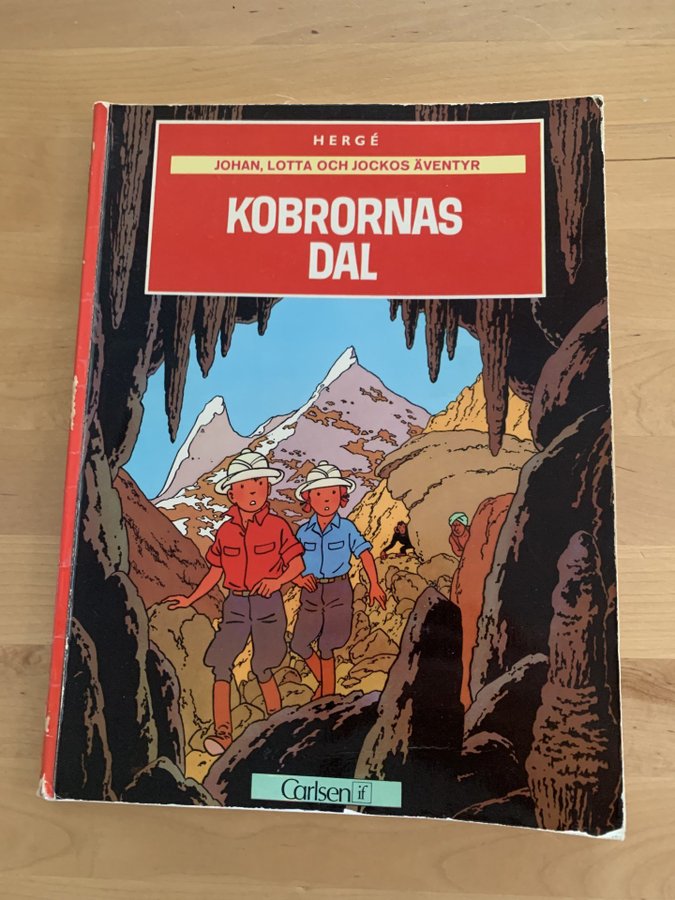 HERGÉ
JOHAN, LOTTA OCH JOCKOS ÄVENTYR
KOBRORNAS
DAL
Carlsen if